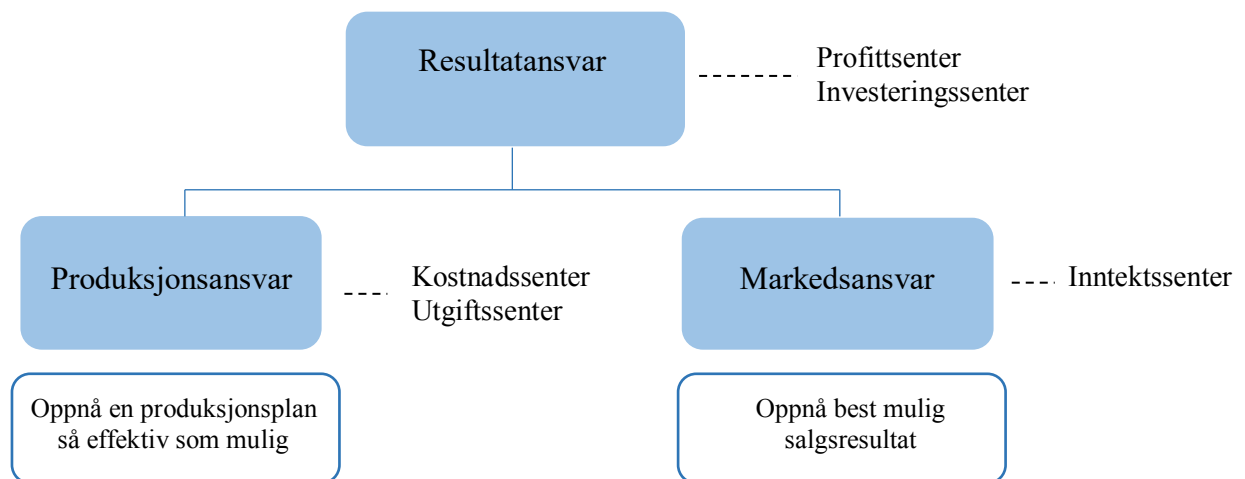 Resultatansvar
Profittsenter
Investeringssenter
Produksjonsansvar
Kostnadssenter
Utgiftssenter
Markedsansvar
Inntektssenter
Oppnå en produksjonsplan
så effektiv som mulig
Oppnå best mulig
salgsresultat